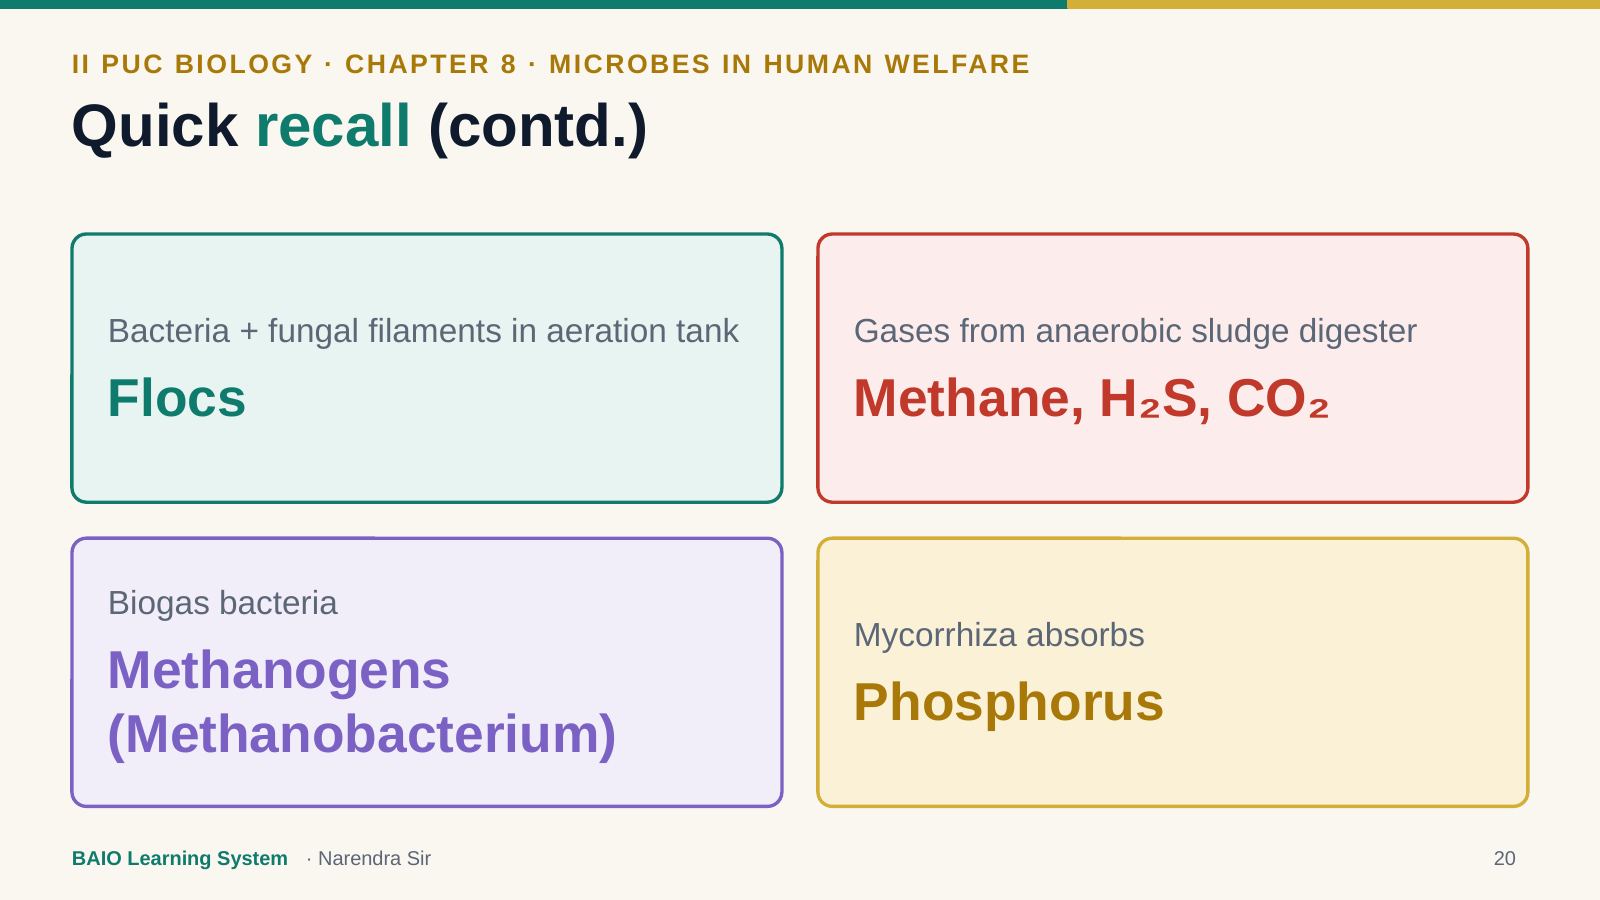 II PUC BIOLOGY · CHAPTER 8 · MICROBES IN HUMAN WELFARE
Quick recall (contd.)
Bacteria + fungal filaments in aeration tank
Flocs
Gases from anaerobic sludge digester
Methane, H₂S, CO₂
Biogas bacteria
Methanogens
(Methanobacterium)
Mycorrhiza absorbs
Phosphorus
BAIO Learning System · Narendra Sir
20